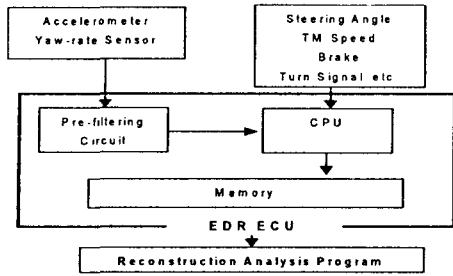 Accelerometer
Yaw-rate Sensor
Steering Angle
TM Speed
Brake
Turn Signal etc
Pre-filtering
Circuit
CPU
Memory
EDR ECU
Reconstruction Analysis Program